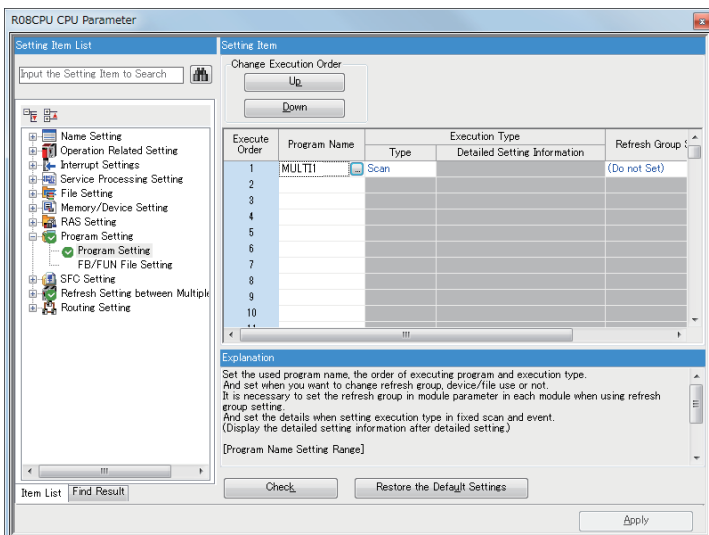 R08CPU CPU Parameter
Setting Item List
Input the Setting Item to Search
Name Setting
Operation Related Setting
Interrupt Settings
Service Processing Setting
File Setting
Memory/Device Setting
RAS Setting
Program Setting
Program Setting
FB/FUN File Setting
SFC Setting
Refresh Setting between Multiple
Routing Setting
Item List
Find Result
Setting Item
Change Execution Order
Up
Down
Execute Order
Program Name
Execution Type
Type
Detailed Setting Information
Refresh Group S
1 MULTI1 ... Scan (Do not Set)
2
3
4
5
6
7
8
9
10
11
Explanation
Set the used program name, the order of executing program and execution type.
And set when you want to change refresh group, device/file use or not.
It is necessary to set the refresh group in module parameter in each module when using refresh
group setting.
And set the details when setting execution type in fixed scan and event.
(Display the detailed setting information after detailed setting.)
[Program Name Setting Range]
Check
Restore the Default Settings
Apply